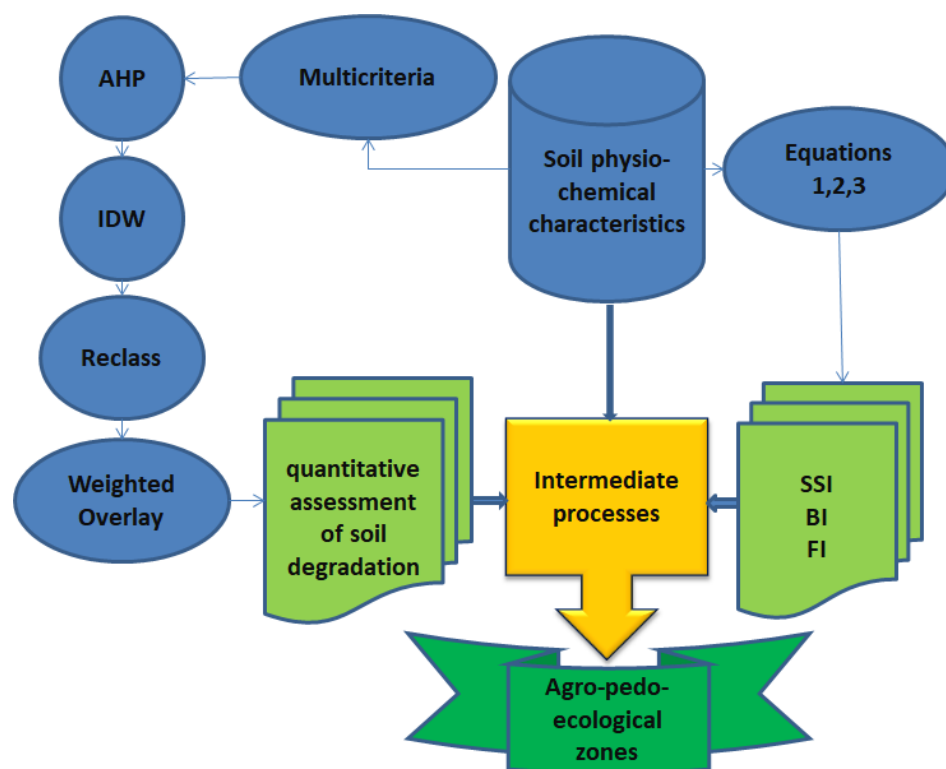 AHP
Multicriteria
Soil physio-
chemical
characteristics
Equations
1,2,3
IDW
Reclass
Weighted
Overlay
quantitative
assessment
of soil
degradation
Intermediate
processes
SSI
BI
FI
Agro-pedo-
ecological
zones